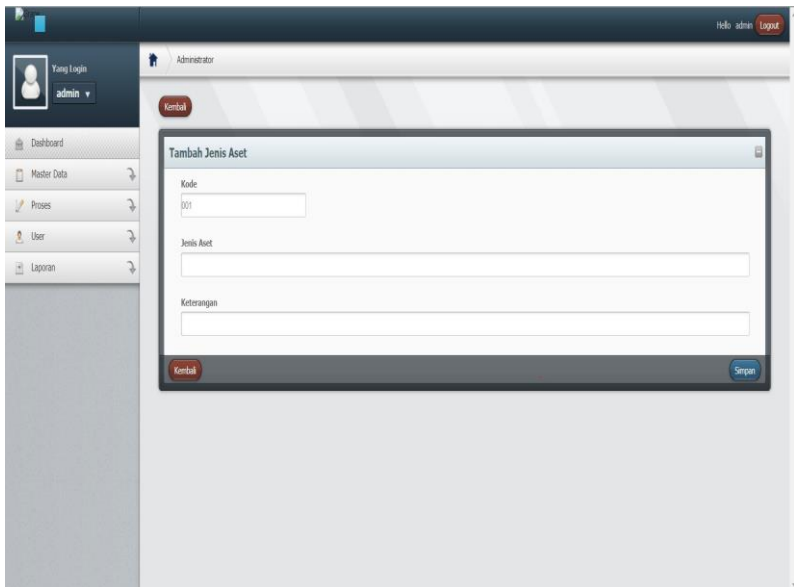 Hello admin Logout
Yang Login
admin
Administrator
Kembali
Dashboard
Master Data
Proses
User
Laporan
Tambah Jenis Aset
Kode
001
Jenis Aset
Keterangan
Kembali
Simpan